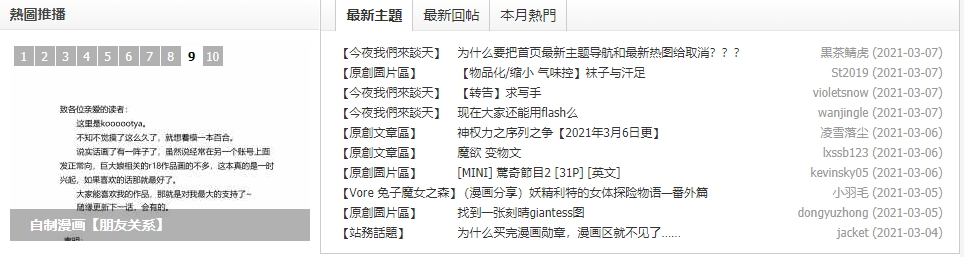 熱圖推播
1 2 3 4 5 6 7 8 9 10
致各位亲爱的读者：
这里是koooootya。
不知不觉摸了这么久了，就想着摸一本百合。
说实话画了有一阵子了，虽然说经常在另一个账号上面
发正常向，巨大娘相关的r18作品画的不多，这本真的是一时
兴起，如果喜欢的话那就最好了。
大家能喜欢我的作品，那就是对我最大的支持了~
随缘更新下一话，会有的。
自制漫画【朋友关系】
最新主題 最新回帖 本月熱門
【今夜我們來談天】 为什么要把首页最新主题导航和最新热图给取消？？？ 黒茶鲭虎 (2021-03-07)
【原創圖片區】 【物品化/缩小 气味控】袜子与汗足 St2019 (2021-03-07)
【今夜我們來談天】 【转告】求写手 violetsnow (2021-03-07)
【今夜我們來談天】 现在大家还能用flash么 wanjingle (2021-03-07)
【原創文章區】 神权力之序列之争【2021年3月6日更】 凌雪落尘 (2021-03-06)
【原創文章區】 魔欲 变物文 lxssb123 (2021-03-06)
【原創圖片區】 [MINI] 驚奇節目2 [31P] [英文] kevinsky05 (2021-03-06)
【Vore 兔子魔女之森】 （漫画分享）妖精利特的女体探险物语—番外篇 小羽毛 (2021-03-05)
【原創圖片區】 找到一张刻晴giantess图 dongyuzhong (2021-03-05)
【站務話題】 为什么买完漫画勋章，漫画区就不见了…… jacket (2021-03-04)